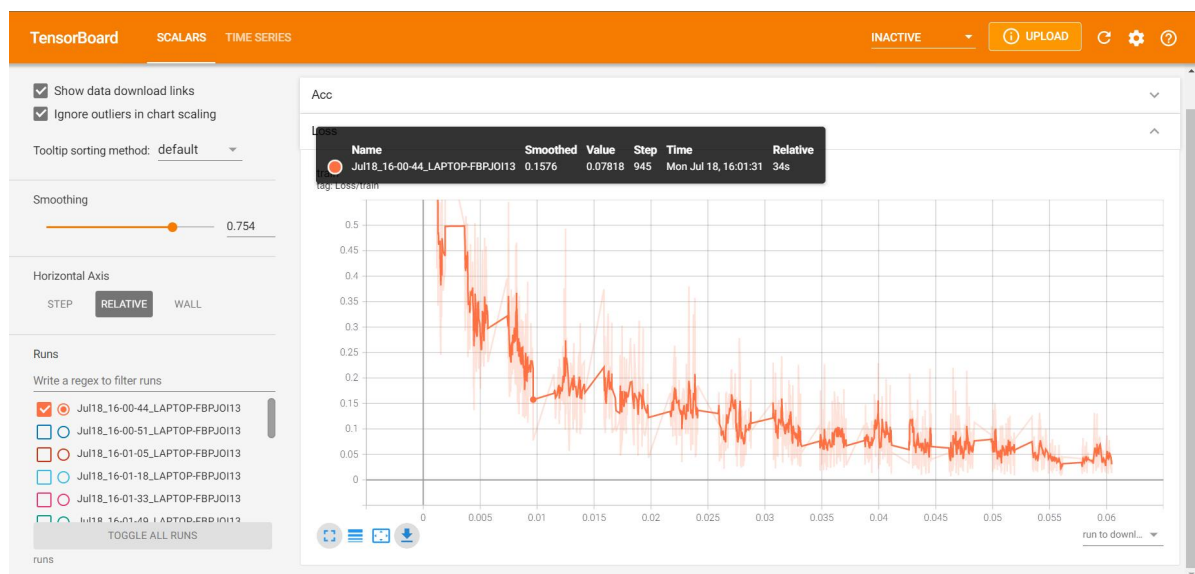 TensorBoard SCALARS TIME SERIES INACTIVE UPLOAD
Show data download links
Ignore outliers in chart scaling
Tooltip sorting method: default
Smoothing
0.754
Horizontal Axis
STEP RELATIVE WALL
Runs
Write a regex to filter runs
Jul18_16-00-44_LAPTOP-FBPJOI13
Jul18_16-00-51_LAPTOP-FBPJOI13
Jul18_16-01-05_LAPTOP-FBPJOI13
Jul18_16-01-18_LAPTOP-FBPJOI13
Jul18_16-01-33_LAPTOP-FBPJOI13
Jul18_16-01-49_LAPTOP-FBPJOI13
TOGGLE ALL RUNS
runs
Acc
Loss
Name Smoothed Value Step Time Relative
Jul18_16-00-44_LAPTOP-FBPJOI13 0.1576 0.07818 945 Mon Jul 18, 16:01:31 34s
train
tag: Loss/train
0.5
0.45
0.4
0.35
0.3
0.25
0.2
0.15
0.1
0.05
0
0 0.005 0.01 0.015 0.02 0.025 0.03 0.035 0.04 0.045 0.05 0.055 0.06
run to downl...